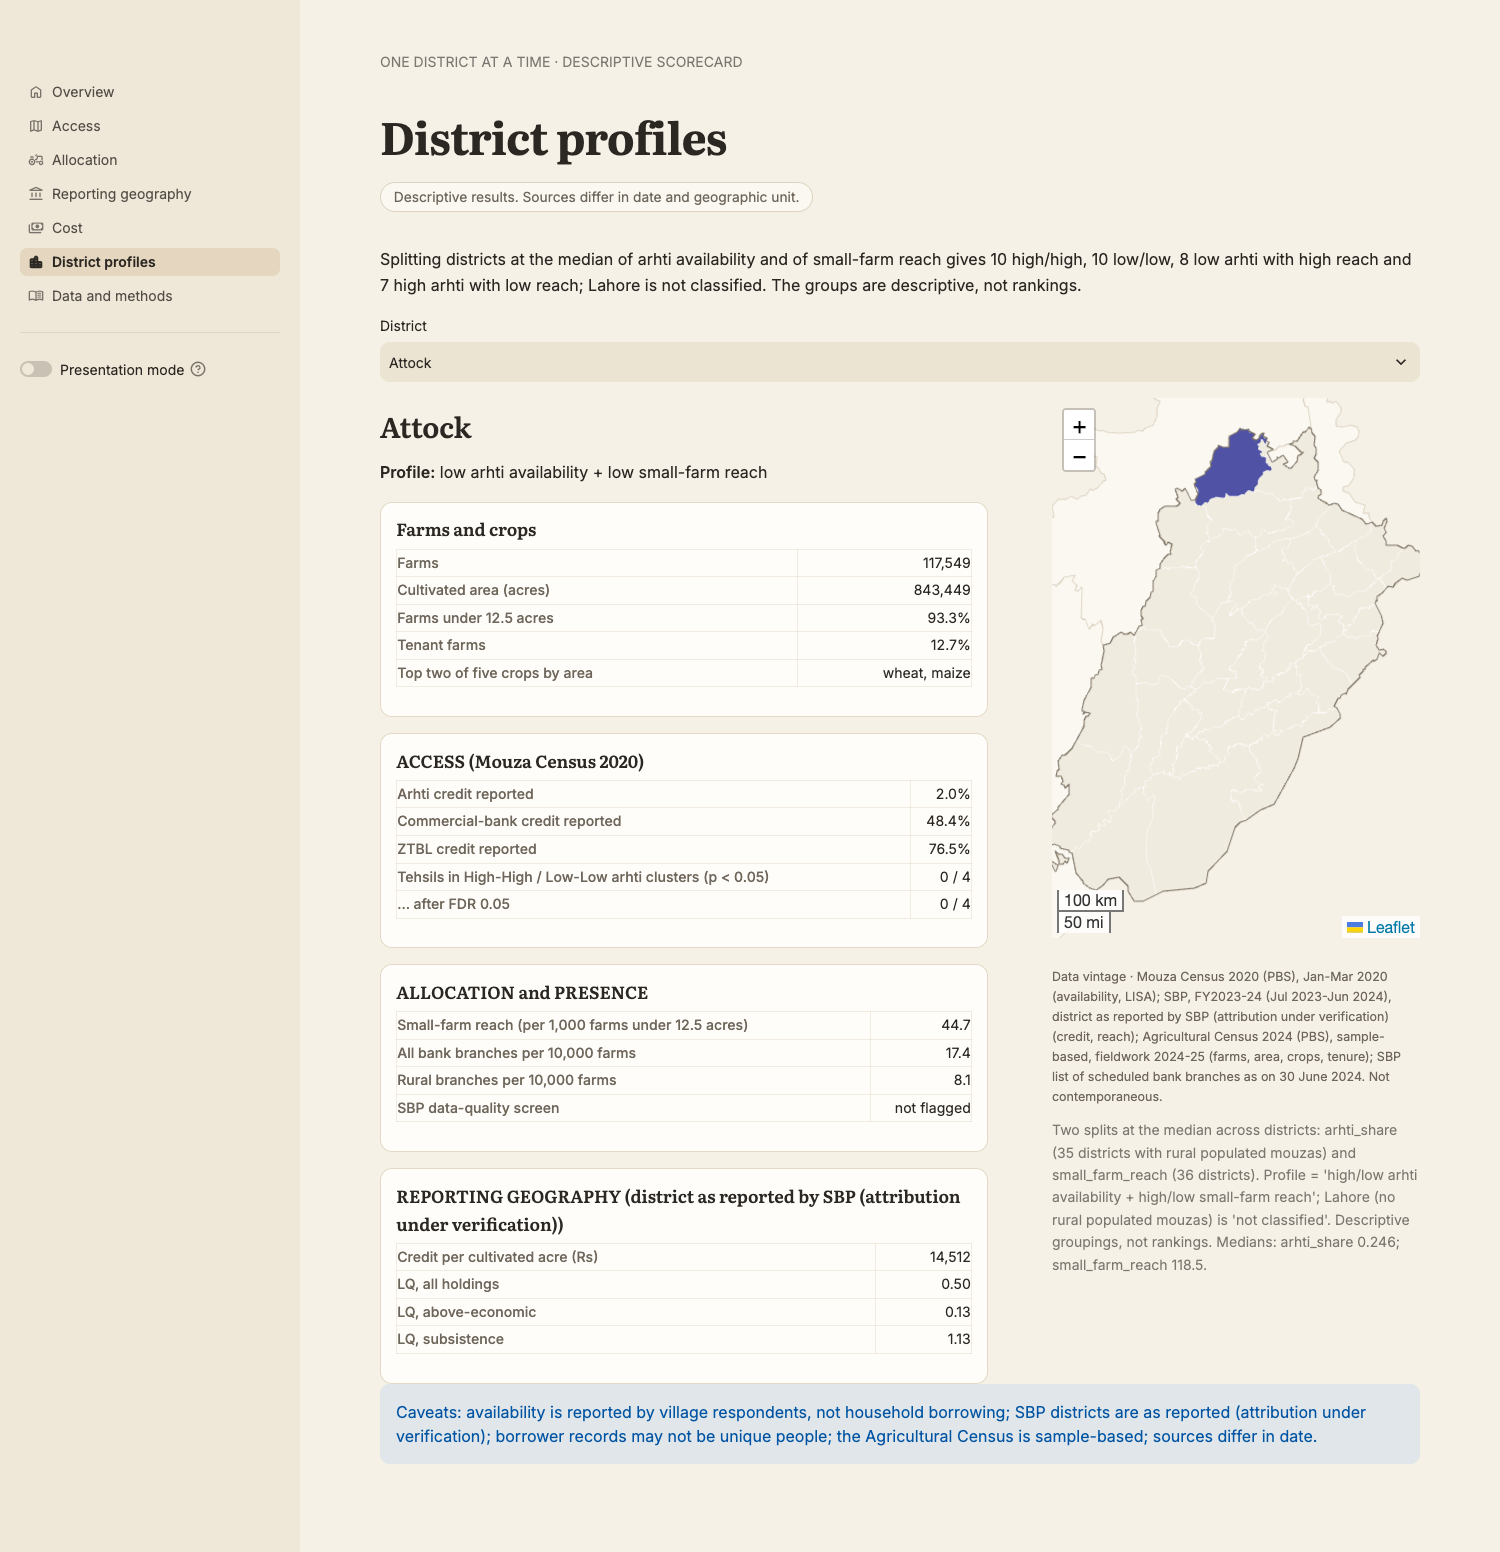 Overview
Access
Allocation
Reporting geography
Cost
District profiles
Data and methods
Presentation mode
ONE DISTRICT AT A TIME · DESCRIPTIVE SCORECARD
District profiles
Descriptive results. Sources differ in date and geographic unit.
Splitting districts at the median of arhti availability and of small-farm reach gives 10 high/high, 10 low/low, 8 low arhti with high reach and
7 high arhti with low reach; Lahore is not classified. The groups are descriptive, not rankings.
District
Attock
Attock
Profile: low arhti availability + low small-farm reach
Farms and crops
Farms 117,549
Cultivated area (acres) 843,449
Farms under 12.5 acres 93.3%
Tenant farms 12.7%
Top two of five crops by area wheat, maize
ACCESS (Mouza Census 2020)
Arhti credit reported 2.0%
Commercial-bank credit reported 48.4%
ZTBL credit reported 76.5%
Tehsils in High-High / Low-Low arhti clusters (p < 0.05) 0 / 4
... after FDR 0.05 0 / 4
ALLOCATION and PRESENCE
Small-farm reach (per 1,000 farms under 12.5 acres) 44.7
All bank branches per 10,000 farms 17.4
Rural branches per 10,000 farms 8.1
SBP data-quality screen not flagged
REPORTING GEOGRAPHY (district as reported by SBP (attribution
under verification))
Credit per cultivated acre (Rs) 14,512
LQ, all holdings 0.50
LQ, above-economic 0.13
LQ, subsistence 1.13
+
−
100 km
50 mi
Leaflet
Data vintage · Mouza Census 2020 (PBS), Jan-Mar 2020
(availability, LISA); SBP, FY2023-24 (Jul 2023-Jun 2024),
district as reported by SBP (attribution under verification)
(credit, reach); Agricultural Census 2024 (PBS), sample-
based, fieldwork 2024-25 (farms, area, crops, tenure); SBP
list of scheduled bank branches as on 30 June 2024. Not
contemporaneous.
Two splits at the median across districts: arhti_share
(35 districts with rural populated mouzas) and
small_farm_reach (36 districts). Profile = 'high/low arhti
availability + high/low small-farm reach'; Lahore (no
rural populated mouzas) is 'not classified'. Descriptive
groupings, not rankings. Medians: arhti_share 0.246;
small_farm_reach 118.5.
Caveats: availability is reported by village respondents, not household borrowing; SBP districts are as reported (attribution under
verification); borrower records may not be unique people; the Agricultural Census is sample-based; sources differ in date.